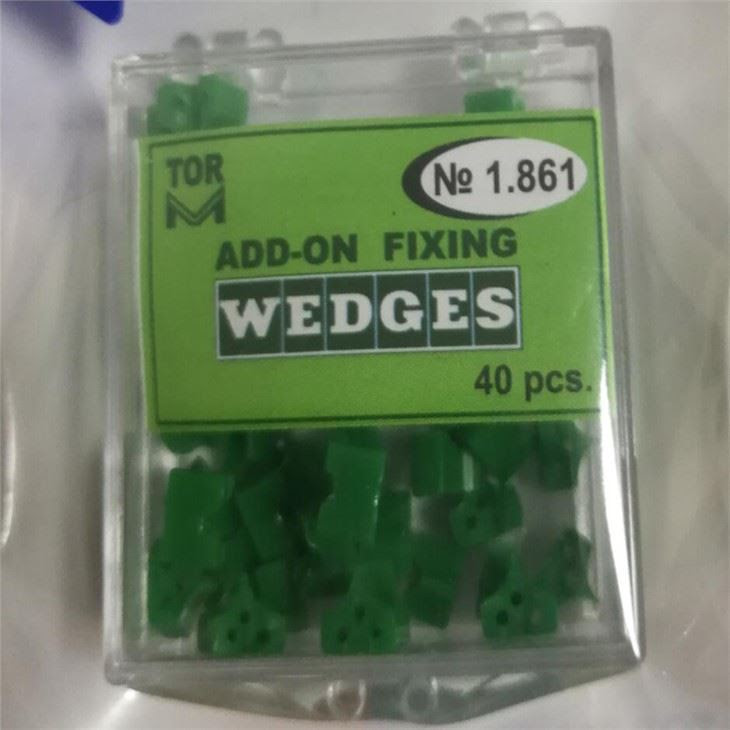 TOR
M
№ 1.861
ADD-ON FIXING
WEDGES
40 pcs.